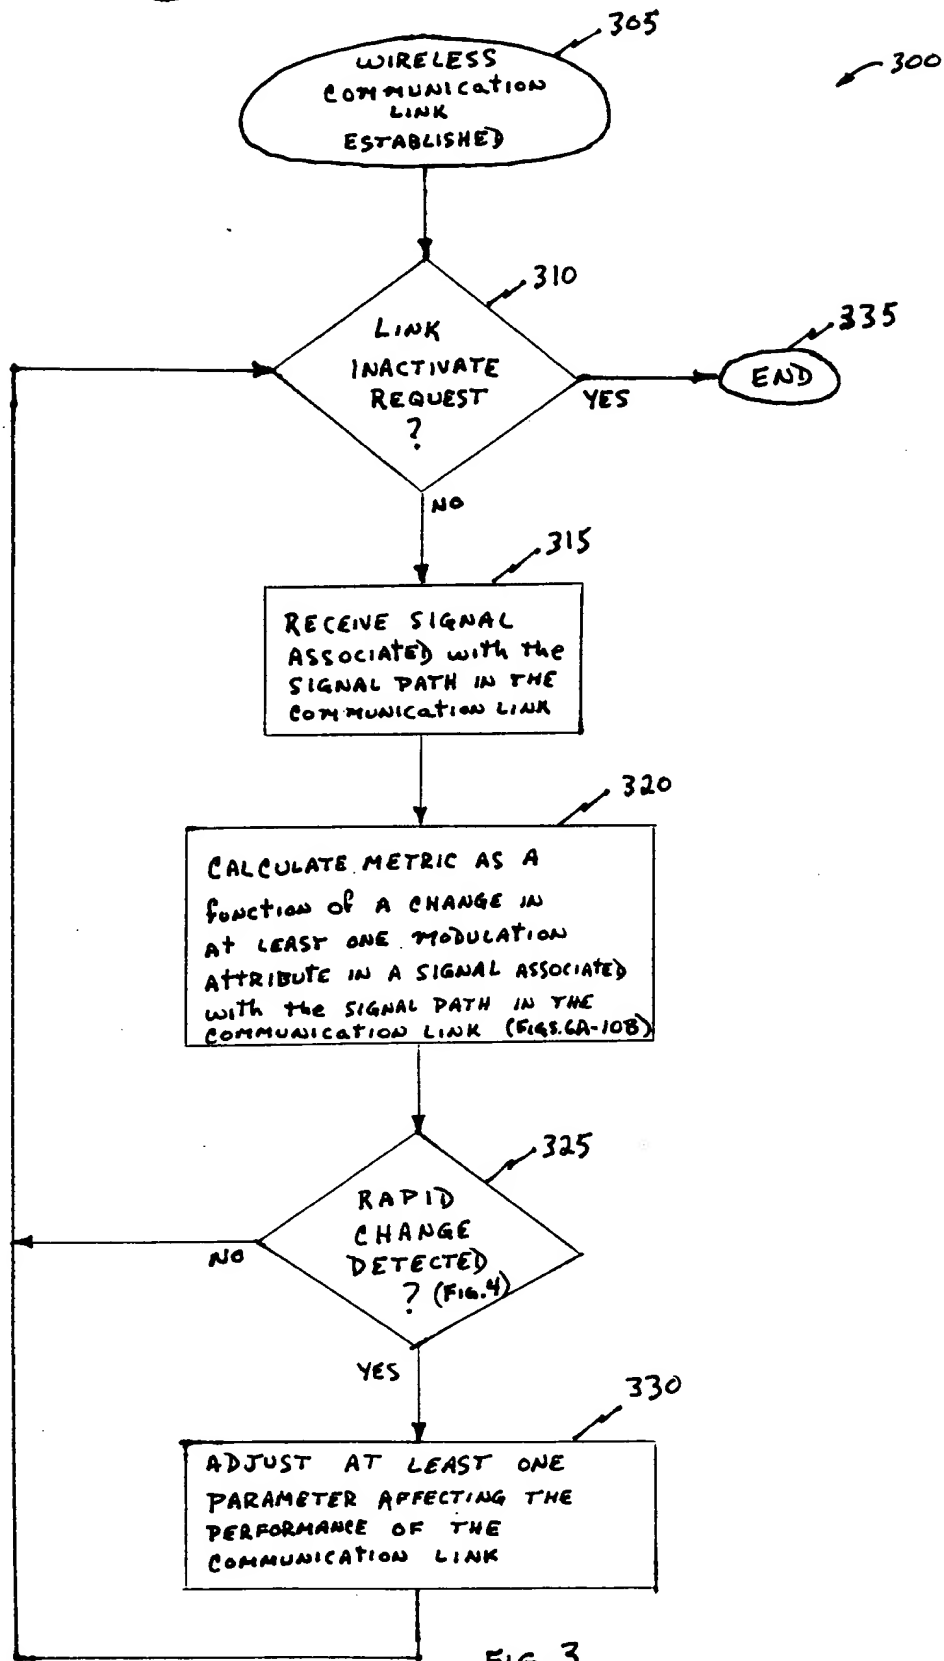 305
WIRELESS
COMMUNICATION
LINK
ESTABLISHED
300
310
LINK
INACTIVATE
REQUEST
?
YES
335
END
NO
315
RECEIVE SIGNAL
ASSOCIATED with the
SIGNAL PATH IN THE
COMMUNICATION LINK
320
CALCULATE METRIC AS A
function of A CHANGE IN
AT LEAST ONE MODULATION
ATTRIBUTE IN A SIGNAL ASSOCIATED
with the SIGNAL PATH IN THE
COMMUNICATION LINK (FIGS. 6A-10B)
325
RAPID
CHANGE
DETECTED
? (FIG. 4)
NO
YES
330
ADJUST AT LEAST ONE
PARAMETER AFFECTING THE
PERFORMANCE OF THE
COMMUNICATION LINK
FIG. 3